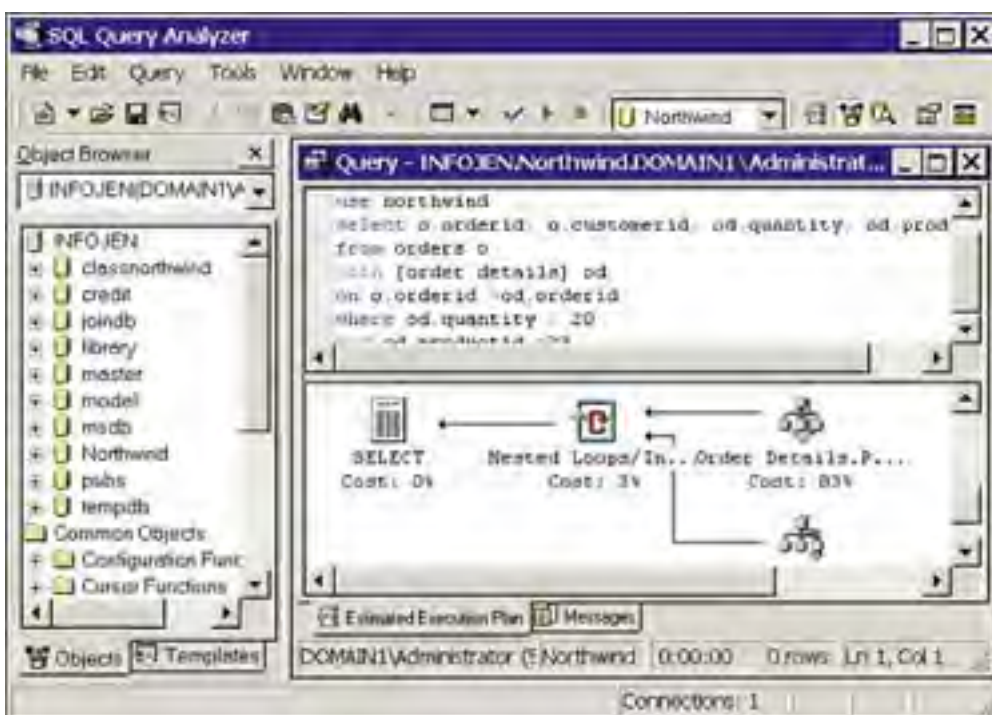 SQL Query Analyzer
File Edit Query Tools Window Help
Northwind
Object Browser
INFOJEN(DOMAIN1\A
INFOJEN
classnorthwind
credit
joindb
library
master
model
msdb
Northwind
pubs
tempdb
Common Objects
Configuration Func
Cursor Functions
Objects Templates
Query - INFOJEN.Northwind.DOMAIN1\Administrat...
use northwind
select o.orderid, o.customerid, od.quantity, od.prod
from orders o
join [order details] od
on o.orderid =od.orderid
where od.quantity 20
od.productid
SELECT
Cost: 0%
Nested Loops/In...
Cost: 3%
Order Details.P....
Cost: 83%
Estimated Execution Plan Messages
DOMAIN1\Administrator Northwind 0:00:00 0 rows Ln 1, Col 1
Connections: 1